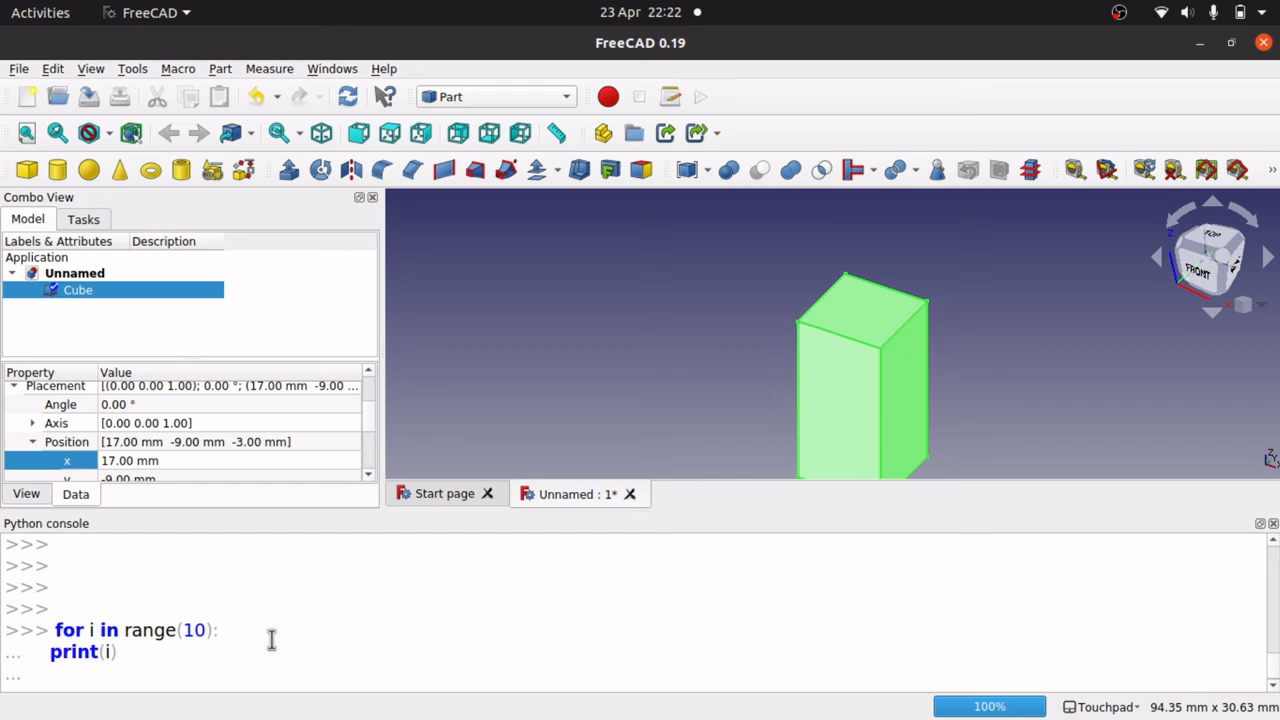 Activities FreeCAD 23 Apr 22:22
FreeCAD 0.19
File Edit View Tools Macro Part Measure Windows Help
Part
Combo View
Model Tasks
Labels & Attributes Description
Application
Unnamed
Cube
Property Value
Placement [(0.00 0.00 1.00); 0.00 °; (17.00 mm -9.00 ...
Angle 0.00 °
Axis [0.00 0.00 1.00]
Position [17.00 mm -9.00 mm -3.00 mm]
x 17.00 mm
y -9.00 mm
View Data
TOP
FRONT
Z
X
Start page Unnamed : 1*
Python console
>>>
>>>
>>>
>>>
>>> for i in range(10):
... print(i)
...
100% Touchpad 94.35 mm x 30.63 mm